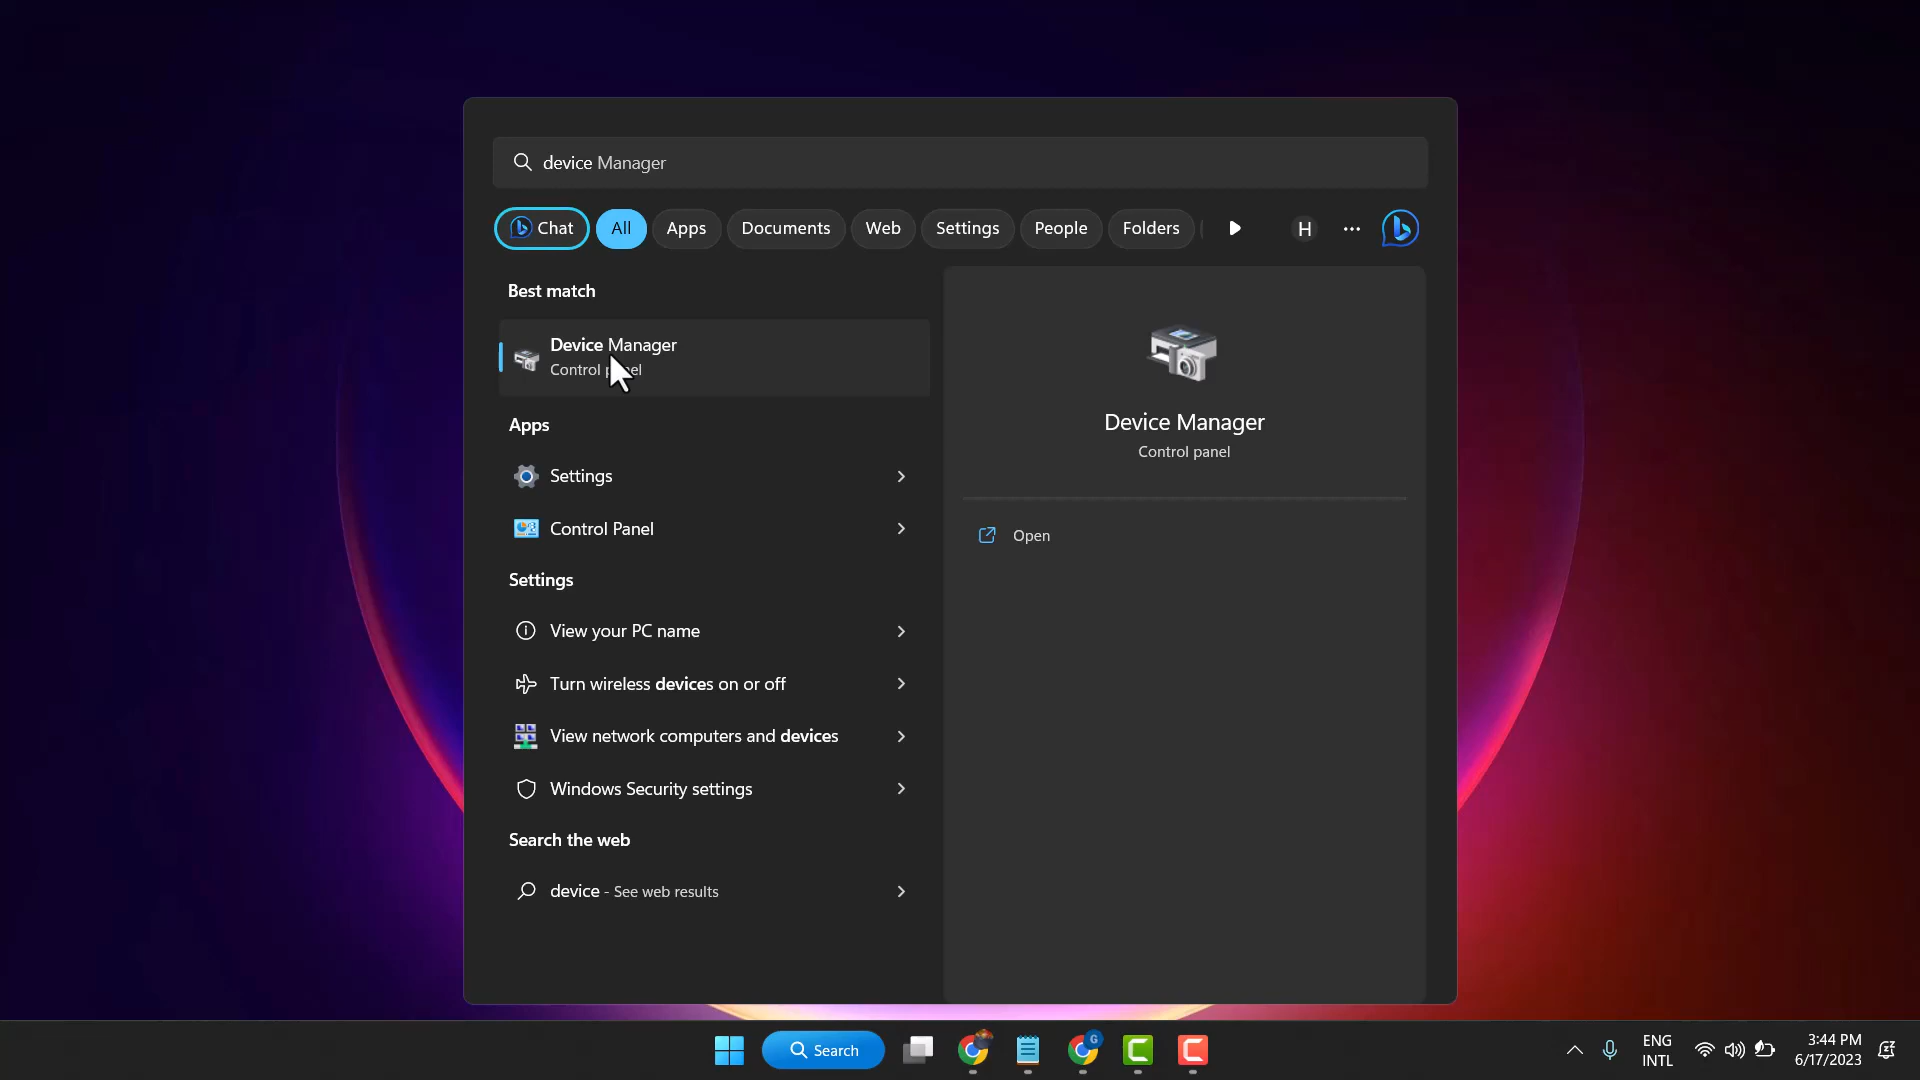 device Manager
Chat All Apps Documents Web Settings People Folders H
Best match
Device Manager
Control panel
Apps
Settings
Control Panel
Settings
View your PC name
Turn wireless devices on or off
View network computers and devices
Windows Security settings
Search the web
device - See web results
Device Manager
Control panel
Open
Search
G
ENG
INTL
3:44 PM
6/17/2023